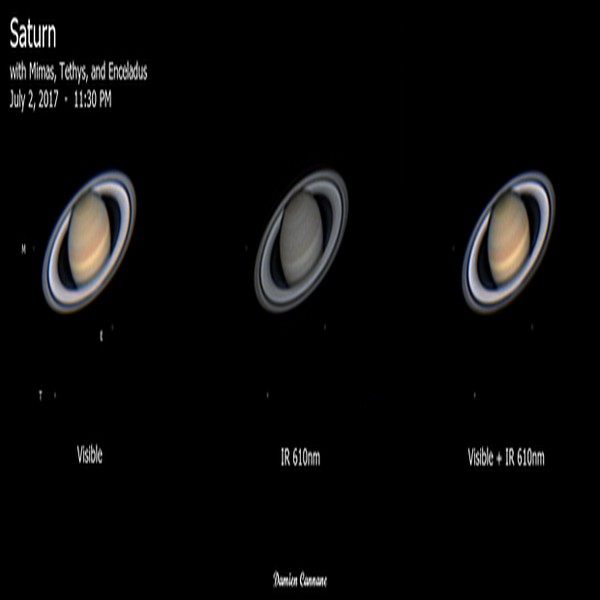 Saturn
with Mimas, Tethys, and Enceladus
July 2, 2017 - 11:30 PM
M
E
T
Visible
IR 610nm
Visible + IR 610nm
Damien Cannane